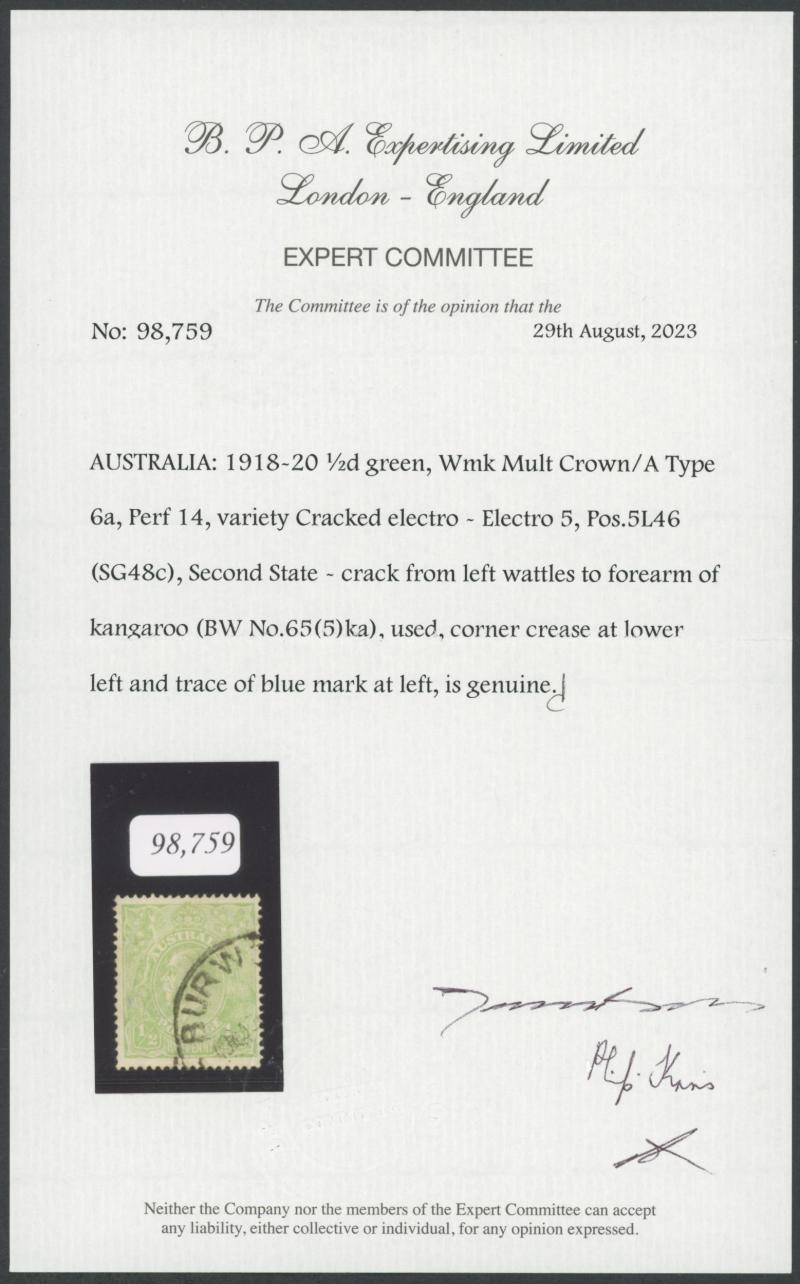 B. P. A. Expertising Limited
London - England
EXPERT COMMITTEE
The Committee is of the opinion that the
No: 98,759 29th August, 2023
AUSTRALIA: 1918-20 ½d green, Wmk Mult Crown/A Type
6a, Perf 14, variety Cracked electro - Electro 5, Pos.5L46
(SG48c), Second State - crack from left wattles to forearm of
kangaroo (BW No.65(5)ka), used, corner crease at lower
left and trace of blue mark at left, is genuine.
98,759
AUSTRAL
BURW
½
Neither the Company nor the members of the Expert Committee can accept
any liability, either collective or individual, for any opinion expressed.